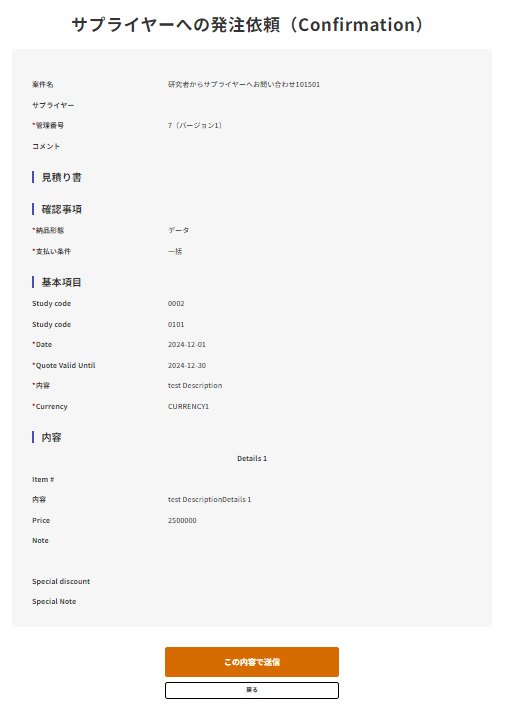 サプライヤーへの発注依頼（Confirmation）
案件名 研究者からサプライヤーへお問い合わせ101501
サプライヤー
*管理番号 7（バージョン1）
コメント
見積り書
確認事項
*納品形態 データ
*支払い条件 一括
基本項目
Study code 0002
Study code 0101
*Date 2024-12-01
*Quote Valid Until 2024-12-30
*内容 test Description
*Currency CURRENCY1
内容
Details 1
Item #
内容 test DescriptionDetails 1
Price 2500000
Note
Special discount
Special Note
この内容で送信
戻る